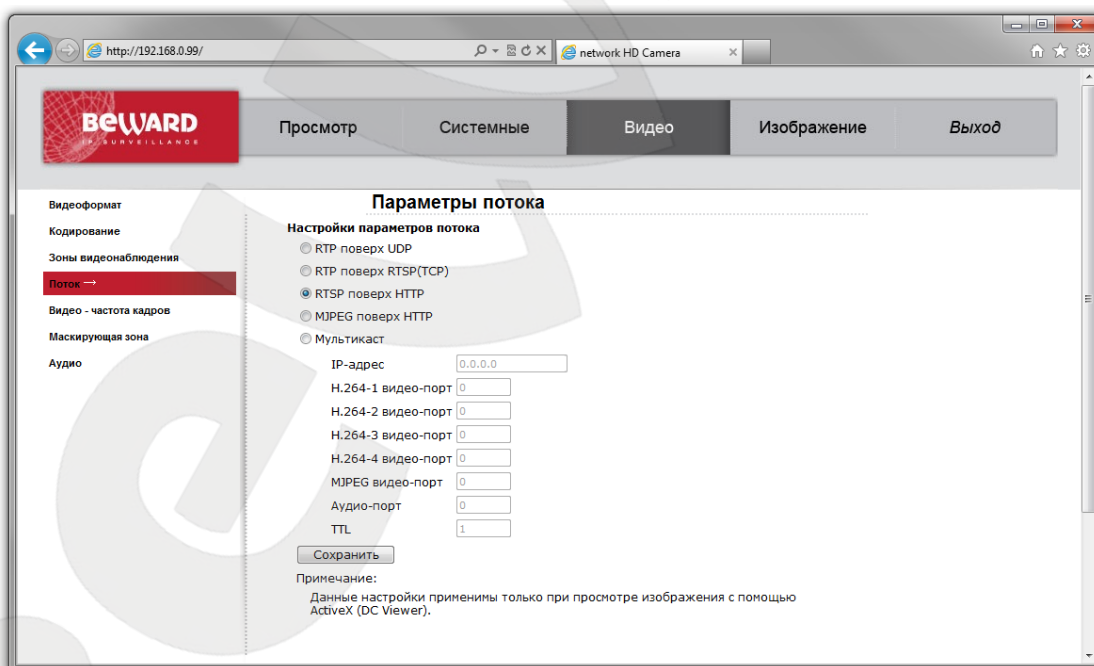 http://192.168.0.99/
network HD Camera
BEWARD
IP SURVEILLANCE
Просмотр
Системные
Видео
Изображение
Выход
Видеоформат
Кодирование
Зоны видеонаблюдения
Поток →
Видео - частота кадров
Маскирующая зона
Аудио
Параметры потока
Настройки параметров потока
RTP поверх UDP
RTP поверх RTSP(TCP)
RTSP поверх HTTP
MJPEG поверх HTTP
Мультикаст
IP-адрес 0.0.0.0
H.264-1 видео-порт 0
H.264-2 видео-порт 0
H.264-3 видео-порт 0
H.264-4 видео-порт 0
MJPEG видео-порт 0
Аудио-порт 0
TTL 1
Сохранить
Примечание:
Данные настройки применимы только при просмотре изображения с помощью
ActiveX (DC Viewer).